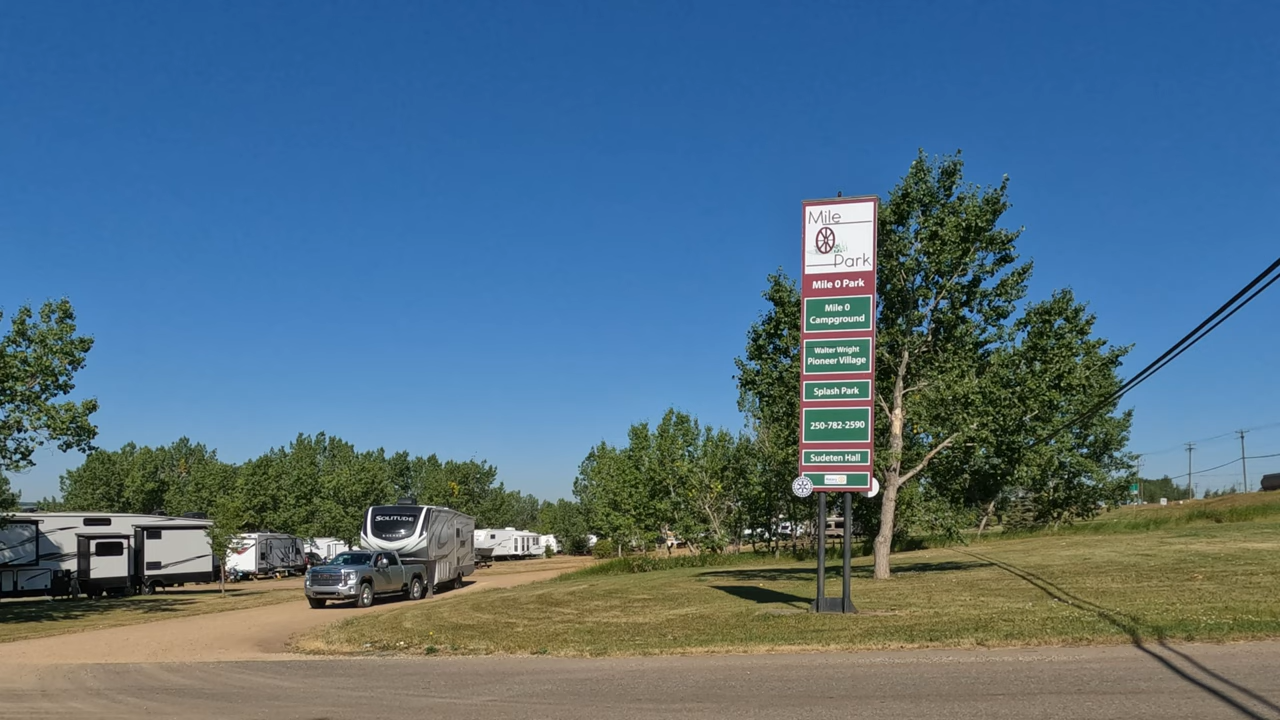 Mile
Park
Mile 0 Park
Mile 0
Campground
Walter Wright
Pioneer Village
Splash Park
250-782-2590
Sudeten Hall
SOLITUDE